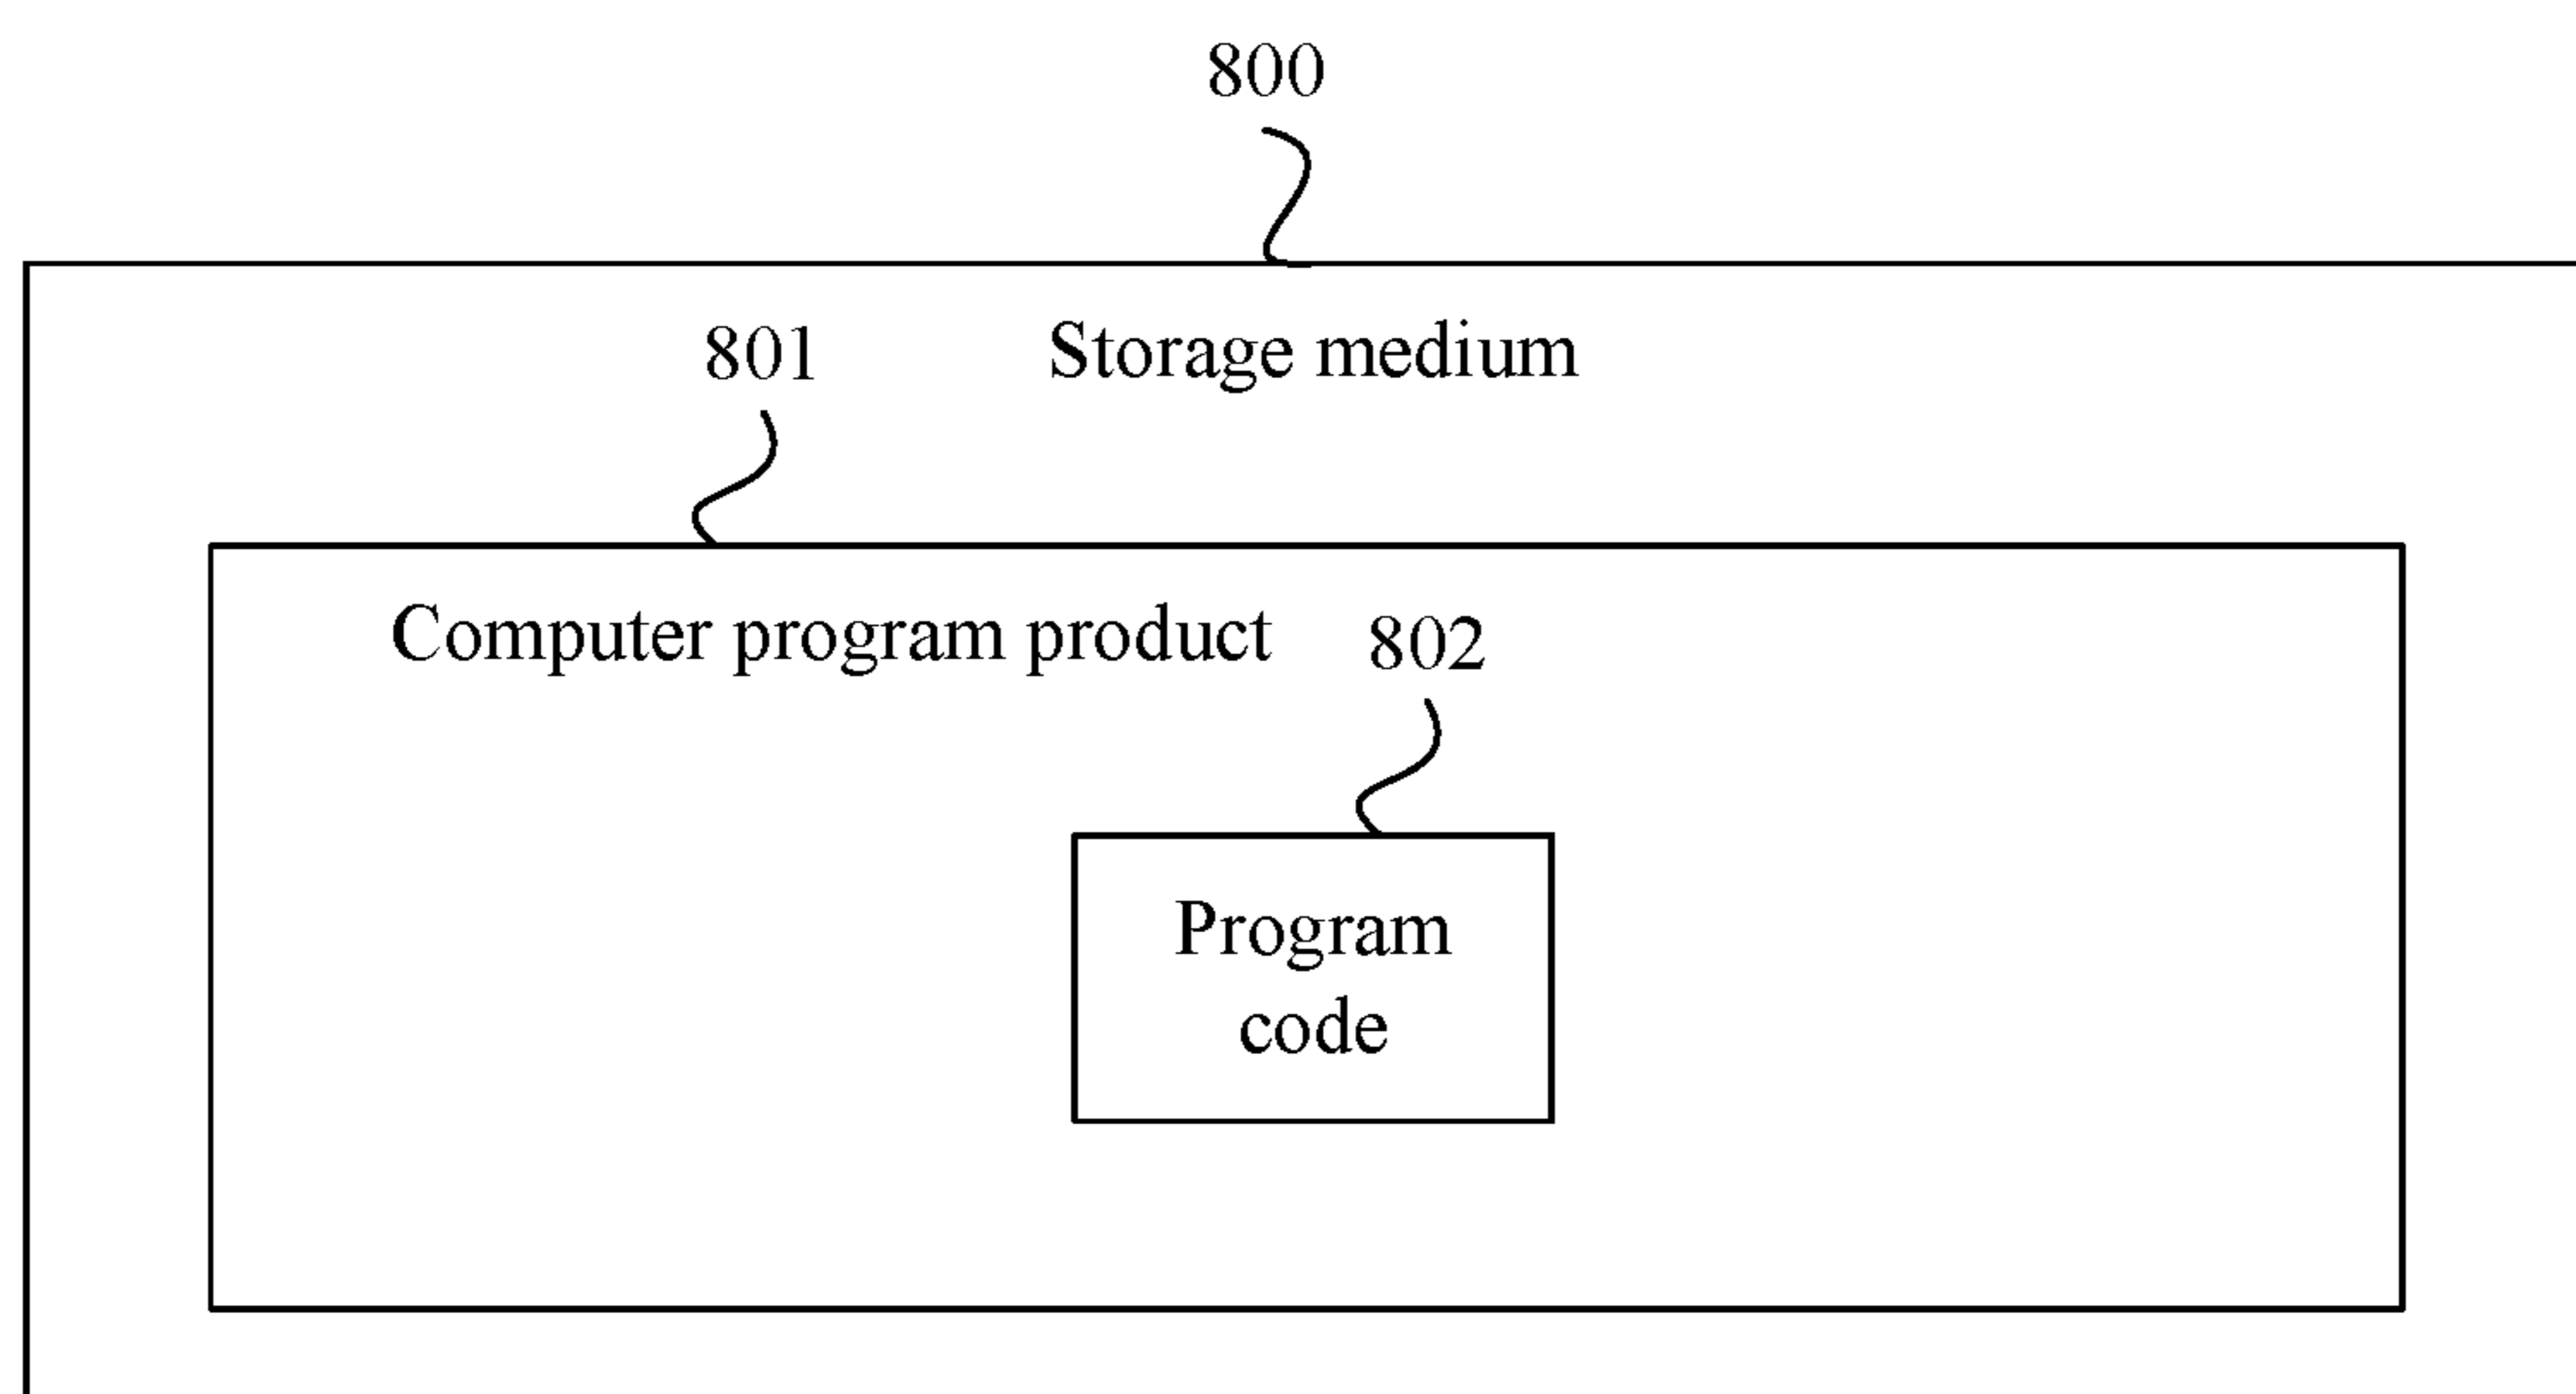 800
801
Storage medium
Computer program product
802
Program
code